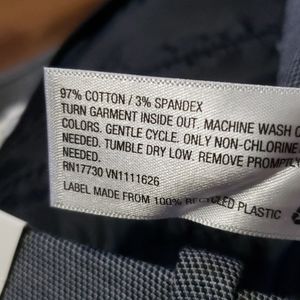 97% COTTON / 3% SPANDEX
TURN GARMENT INSIDE OUT. MACHINE WASH
COLORS. GENTLE CYCLE. ONLY NON-CHLORINE
NEEDED. TUMBLE DRY LOW. REMOVE PROMPTLY
NEEDED.
RN17730 VN1111626
LABEL MADE FROM 100% RECYCLED PLASTIC